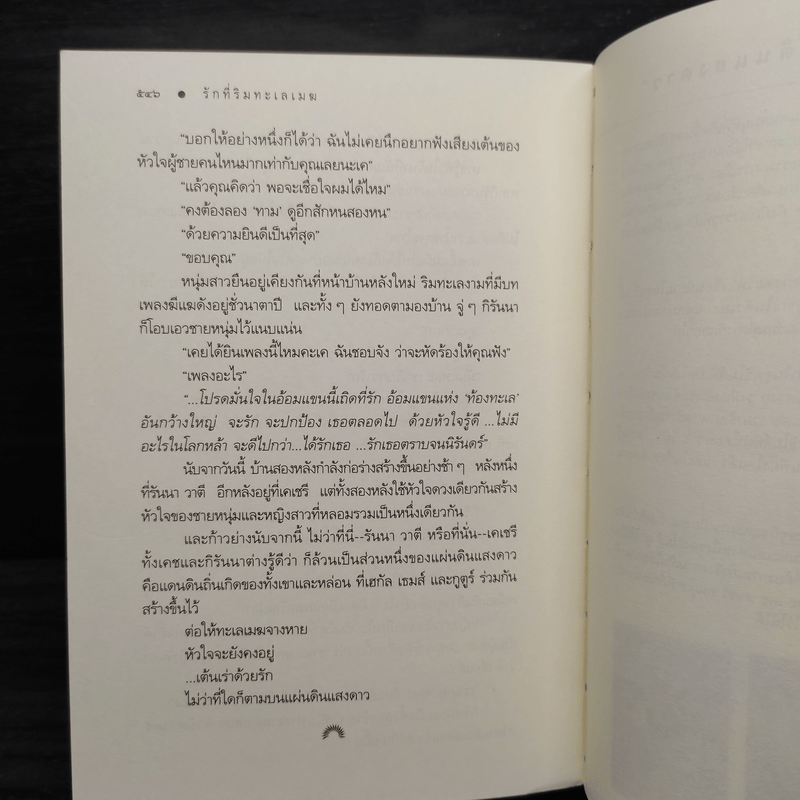 ๕๔๖ ● รักที่ริมทะเลเมฆ
“บอกให้อย่างหนึ่งก็ได้ว่า ฉันไม่เคยนึกอยากฟังเสียงเต้นของ
หัวใจผู้ชายคนไหนมากเท่ากับคุณเลยนะเค”
“แล้วคุณคิดว่า พอจะเชื่อใจผมได้ไหม”
“คงต้องลอง ‘ทาม’ ดูอีกสักหนสองหน”
“ด้วยความยินดีเป็นที่สุด”
“ขอบคุณ”
หนุ่มสาวยืนอยู่เคียงกันที่หน้าบ้านหลังใหม่ ริมทะเลงามที่มีบท
เพลงฆีแฆดังอยู่ชั่วนาตาปี และทั้ง ๆ ยังทอดตามองบ้าน จู่ ๆ กิรันนา
ก็โอบเอวชายหนุ่มไว้แนบแน่น
“เคยได้ยินเพลงนี้ไหมคะเค ฉันชอบจัง ว่าจะหัดร้องให้คุณฟัง”
“เพลงอะไร”
“...โปรดมั่นใจในอ้อมแขนนี้เถิดที่รัก อ้อมแขนแห่ง ‘ท้องทะเล’
อันกว้างใหญ่ จะรัก จะปกป้อง เธอตลอดไป ด้วยหัวใจรู้ดี ...ไม่มี
อะไรในโลกหล้า จะดีไปกว่า...ได้รักเธอ ...รักเธอตราบจนนิรันดร์”
นับจากวันนี้ บ้านสองหลังกำลังก่อร่างสร้างขึ้นอย่างช้า ๆ หลังหนึ่ง
ที่รันนา วาตี อีกหลังอยู่ที่เคเชรี แต่ทั้งสองหลังใช้หัวใจดวงเดียวกันสร้าง
หัวใจของชายหนุ่มและหญิงสาวที่หลอมรวมเป็นหนึ่งเดียวกัน
และก้าวย่างนับจากนี้ ไม่ว่าที่นี่--รันนา วาตี หรือที่นั่น--เคเชรี
ทั้งเคชและกิรันนาต่างรู้ดีว่า ก็ล้วนเป็นส่วนหนึ่งของแผ่นดินแสงดาว
คือแดนดินถิ่นเกิดของทั้งเขาและหล่อน ที่เฮกัล เธมส์ และกูตูร์ ร่วมกัน
สร้างขึ้นไว้
ต่อให้ทะเลเมฆจางหาย
หัวใจจะยังคงอยู่
...เต้นเร่าด้วยรัก
ไม่ว่าที่ใดก็ตามบนแผ่นดินแสงดาว